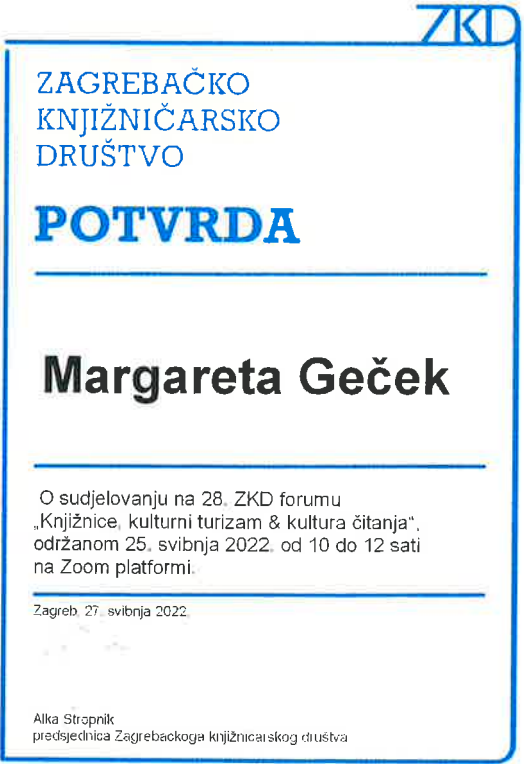 ZKD
ZAGREBAČKO
KNJIŽNIČARSKO
DRUŠTVO
POTVRDA
Margareta Geček
O sudjelovanju na 28. ZKD forumu
„Knjižnice, kulturni turizam & kultura čitanja“,
održanom 25. svibnja 2022. od 10 do 12 sati
na Zoom platformi.
Zagreb, 27. svibnja 2022.
Alka Stropnik
predsjednica Zagrebačkoga knjižničarskog društva